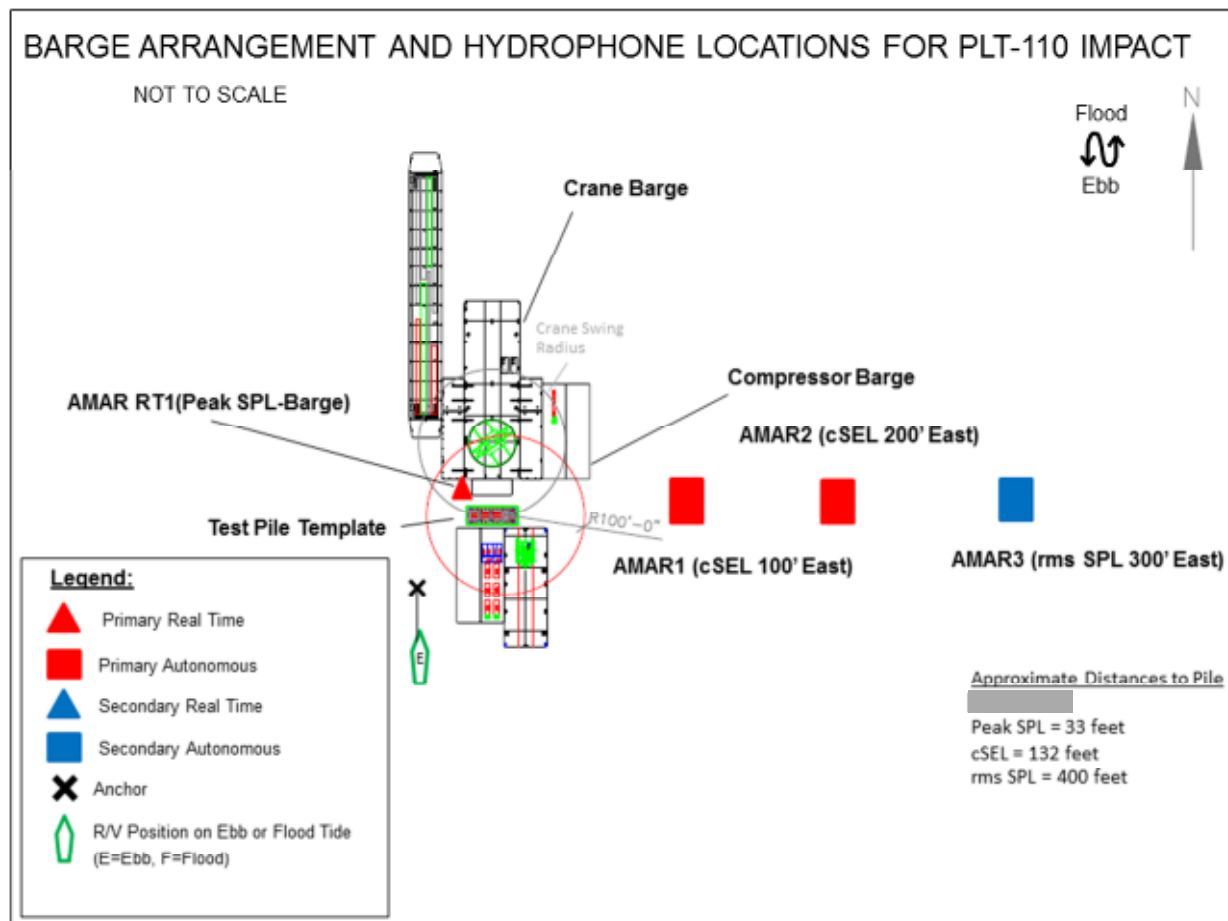 BARGE ARRANGEMENT AND HYDROPHONE LOCATIONS FOR PLT-110 IMPACT
NOT TO SCALE
N
Flood
Ebb
Crane Barge
Crane Swing
Radius
Compressor Barge
AMAR RT1(Peak SPL-Barge)
AMAR2 (cSEL 200' East)
Test Pile Template
R100'-0"
AMAR1 (cSEL 100' East)
AMAR3 (rms SPL 300' East)
E
Legend:
Primary Real Time
Primary Autonomous
Secondary Real Time
Secondary Autonomous
Anchor
R/V Position on Ebb or Flood Tide
(E=Ebb, F=Flood)
Approximate Distances to Pile
Peak SPL = 33 feet
cSEL = 132 feet
rms SPL = 400 feet